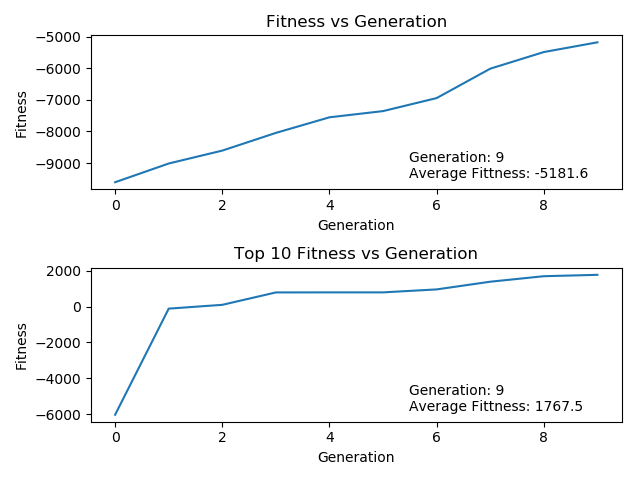 Fitness vs Generation
−5000
−6000
−7000
−8000
−9000
Fitness
Generation: 9
Average Fittness: -5181.6
0 2 4 6 8
Generation
Top 10 Fitness vs Generation
2000
0
−2000
−4000
−6000
Fitness
Generation: 9
Average Fittness: 1767.5
0 2 4 6 8
Generation